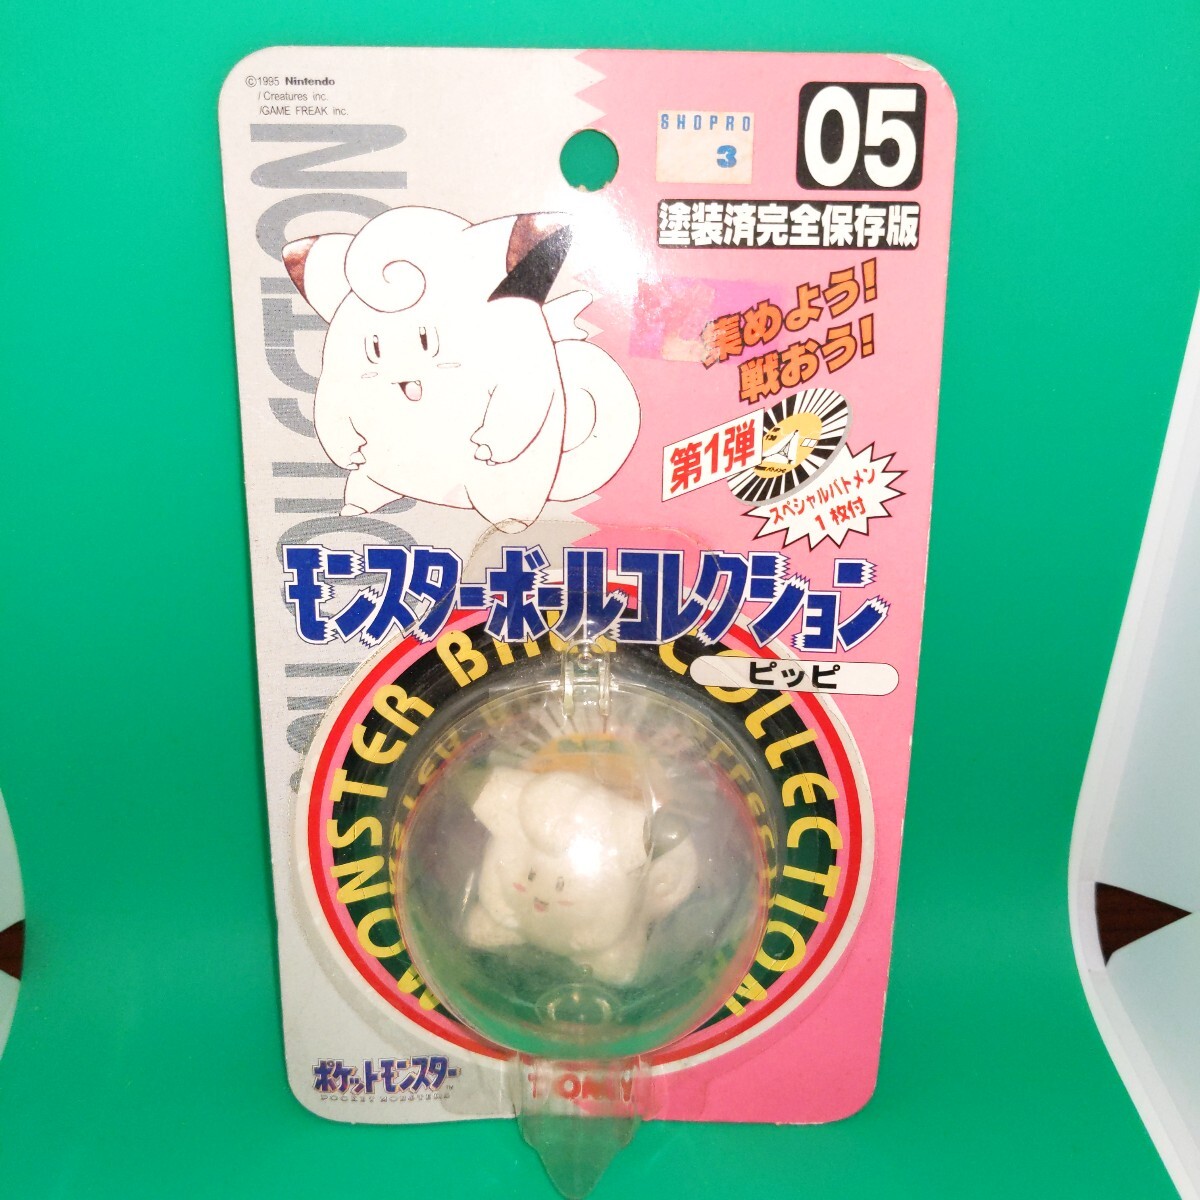 ©1995 Nintendo
/ Creatures inc.
/GAME FREAK inc.
SHOPRO
3
05
塗装済完全保存版
集めよう!
戦おう!
第1弾
スペシャルバトメン
1枚付
モンスターボールコレクション
ピッピ
MONSTER BALL COLLECTION
ポケットモンスター
POCKET MONSTERS
TOMY